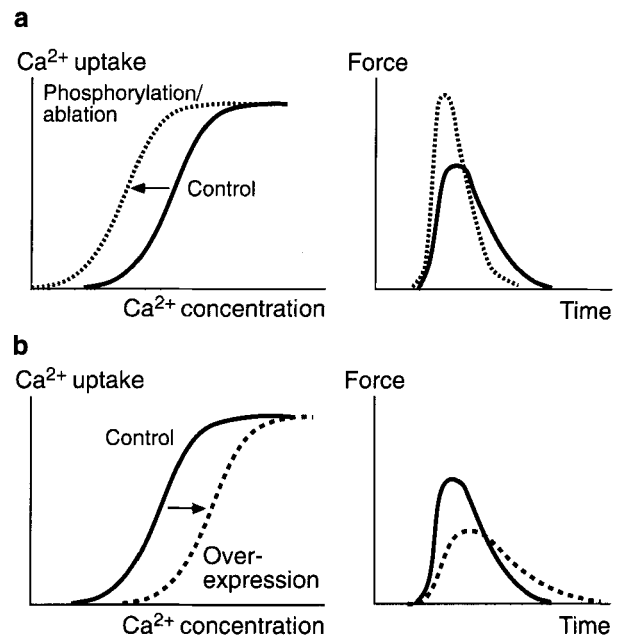 a
Ca2+ uptake
Phosphorylation/
ablation
Control
Ca2+ concentration
Force
Time
b
Ca2+ uptake
Control
Over-
expression
Ca2+ concentration
Force
Time